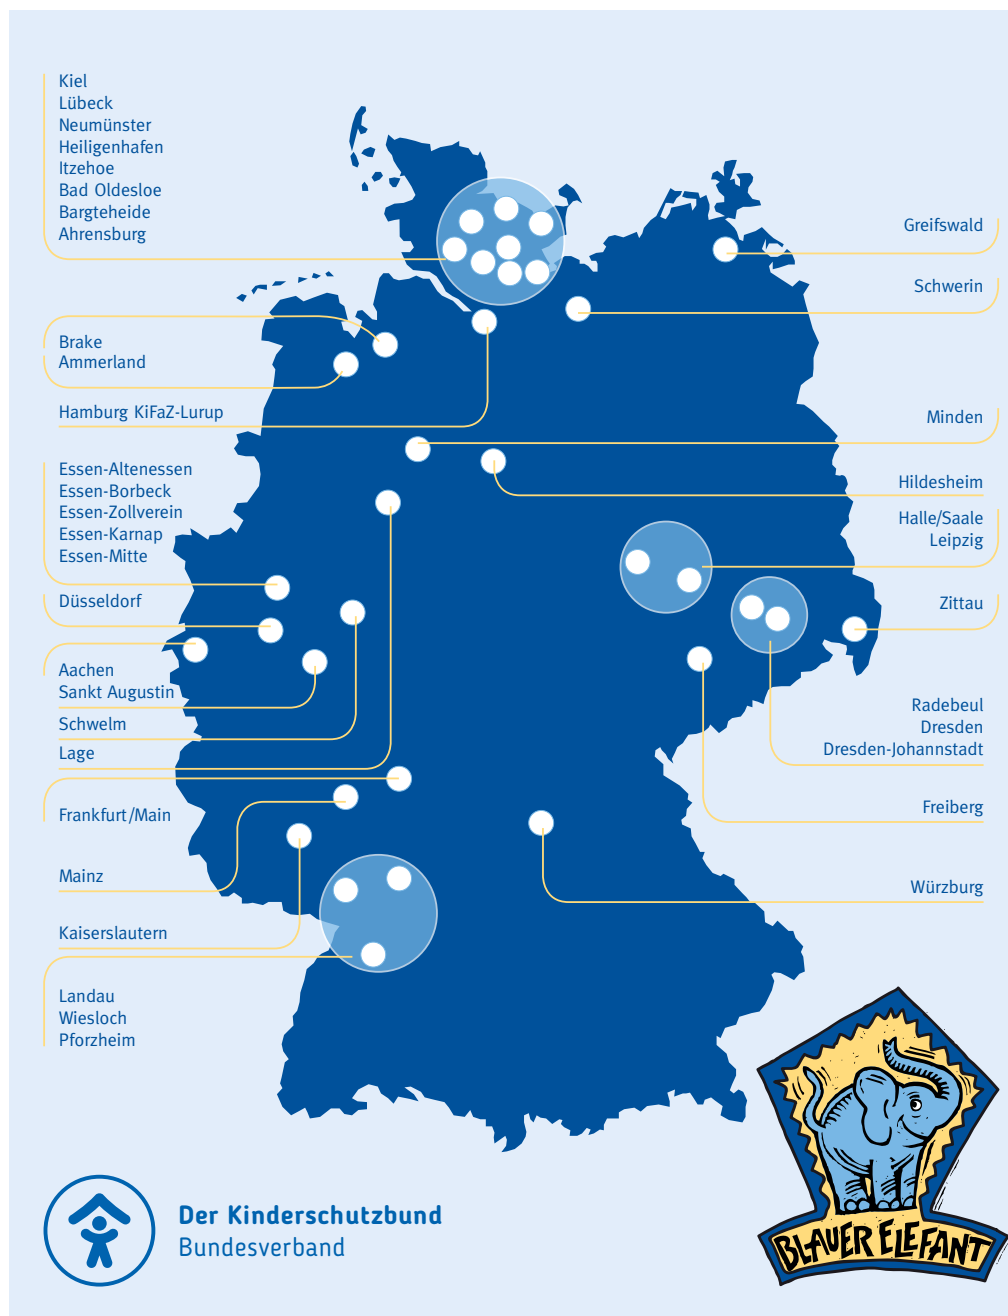 Kiel
Lübeck
Neumünster
Heiligenhafen
Itzehoe
Bad Oldesloe
Bargteheide
Ahrensburg
Brake
Ammerland
Hamburg KiFaZ-Lurup
Essen-Altenessen
Essen-Borbeck
Essen-Zollverein
Essen-Karnap
Essen-Mitte
Düsseldorf
Aachen
Sankt Augustin
Schwelm
Lage
Frankfurt/Main
Mainz
Kaiserslautern
Landau
Wiesloch
Pforzheim
Greifswald
Schwerin
Minden
Hildesheim
Halle/Saale
Leipzig
Zittau
Radebeul
Dresden
Dresden-Johannstadt
Freiberg
Würzburg
Der Kinderschutzbund
Bundesverband
BLAUER ELEFANT